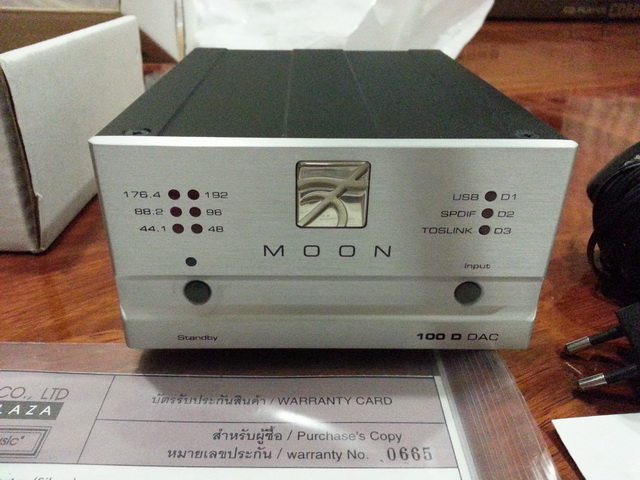 176.4 192
88.2 96
44.1 48
USB D1
SPDIF D2
TOSLINK D3
MOON
Input
Standby
100 D DAC
CO., LTD
LAZA
บัตรรับประกันสินค้า / WARRANTY CARD
สำหรับผู้ซื้อ / Purchase's Copy
หมายเลขประกัน / warranty No. .0665